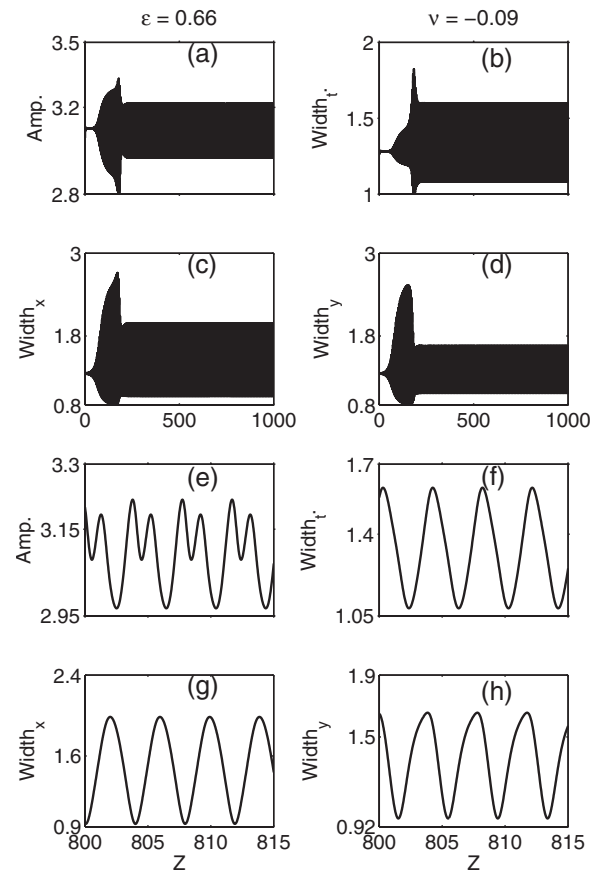 ε = 0.66
ν = −0.09
(a)
Amp.
3.5
3.2
2.8
(b)
Width_t'
2
1.5
1
(c)
Width_x
3
1.8
0.8
0
500
1000
(d)
Width_y
3
1.8
0.8
0
500
1000
(e)
Amp.
3.3
3.15
2.95
(f)
Width_t'
1.7
1.4
1.05
(g)
Width_x
2.4
1.6
0.9
800
805
810
815
Z
(h)
Width_y
1.9
1.5
0.92
800
805
810
815
Z